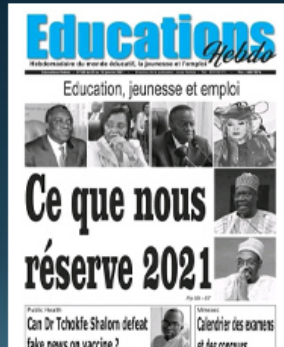 Educations
Hebdo
Hebdomadaire du monde éducatif, la jeunesse et l'emploi
Education, jeunesse et emploi
Ce que nous
réserve 2021
Public Health
Can Dr Tchokfe Shalom defeat
fake news on vaccine ?
Calendrier des examens
et des concours